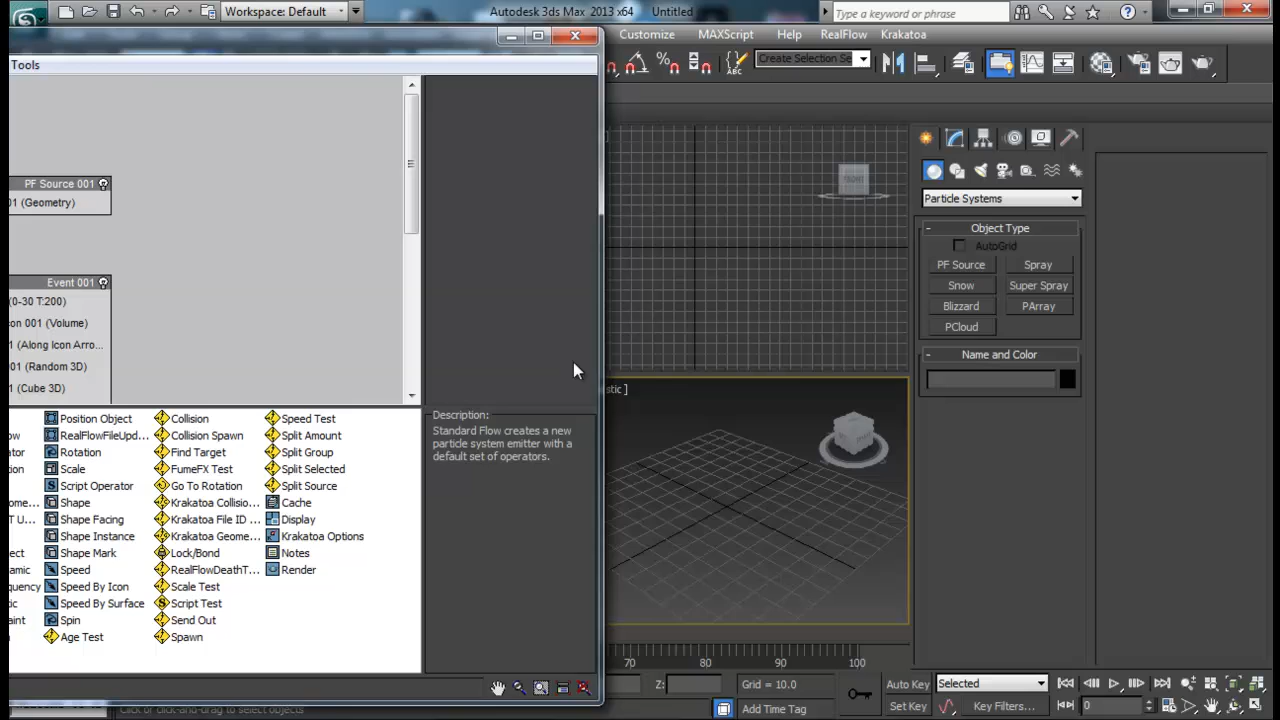 Workspace: Default
Autodesk 3ds Max 2013 x64
Untitled
Type a keyword or phrase
Customize
MAXScript
Help
RealFlow
Krakatoa
Tools
Create Selection Se
ABC
PF Source 001
(Geometry)
Event 001
(0-30 T:200)
con 001 (Volume)
(Along Icon Arro...
01 (Random 3D)
(Cube 3D)
FRONT
Particle Systems
- Object Type
AutoGrid
PF Source
Spray
Snow
Super Spray
Blizzard
PArray
PCloud
- Name and Color
stic ]
Position Object
RealFlowFileUpd...
Rotation
Scale
Script Operator
Shape
Shape Facing
Shape Instance
Shape Mark
Speed
Speed By Icon
Speed By Surface
Spin
Age Test
Collision
Collision Spawn
Find Target
FumeFX Test
Go To Rotation
Krakatoa Collisio...
Krakatoa File ID ...
Krakatoa Geome...
Lock/Bond
RealFlowDeathT...
Scale Test
Script Test
Send Out
Spawn
Speed Test
Split Amount
Split Group
Split Selected
Split Source
Cache
Display
Krakatoa Options
Notes
Render
Description:
Standard Flow creates a new
particle system emitter with a
default set of operators.
70
80
90
100
Z:
Grid = 10.0
Add Time Tag
Auto Key
Selected
Set Key
Key Filters...
0
Click or click-and-drag to select objects